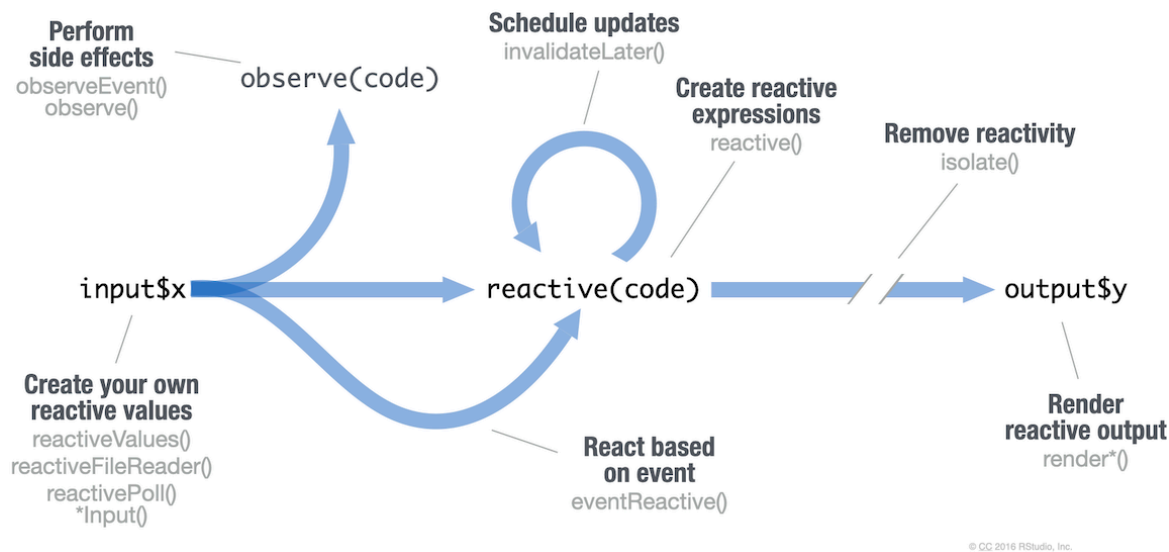 Perform
side effects
observeEvent()
observe()
observe(code)
Schedule updates
invalidateLater()
Create reactive
expressions
reactive()
Remove reactivity
isolate()
input$x
reactive(code)
output$y
Create your own
reactive values
reactiveValues()
reactiveFileReader()
reactivePoll()
*Input()
React based
on event
eventReactive()
Render
reactive output
render*()
© CC 2016 RStudio, Inc.